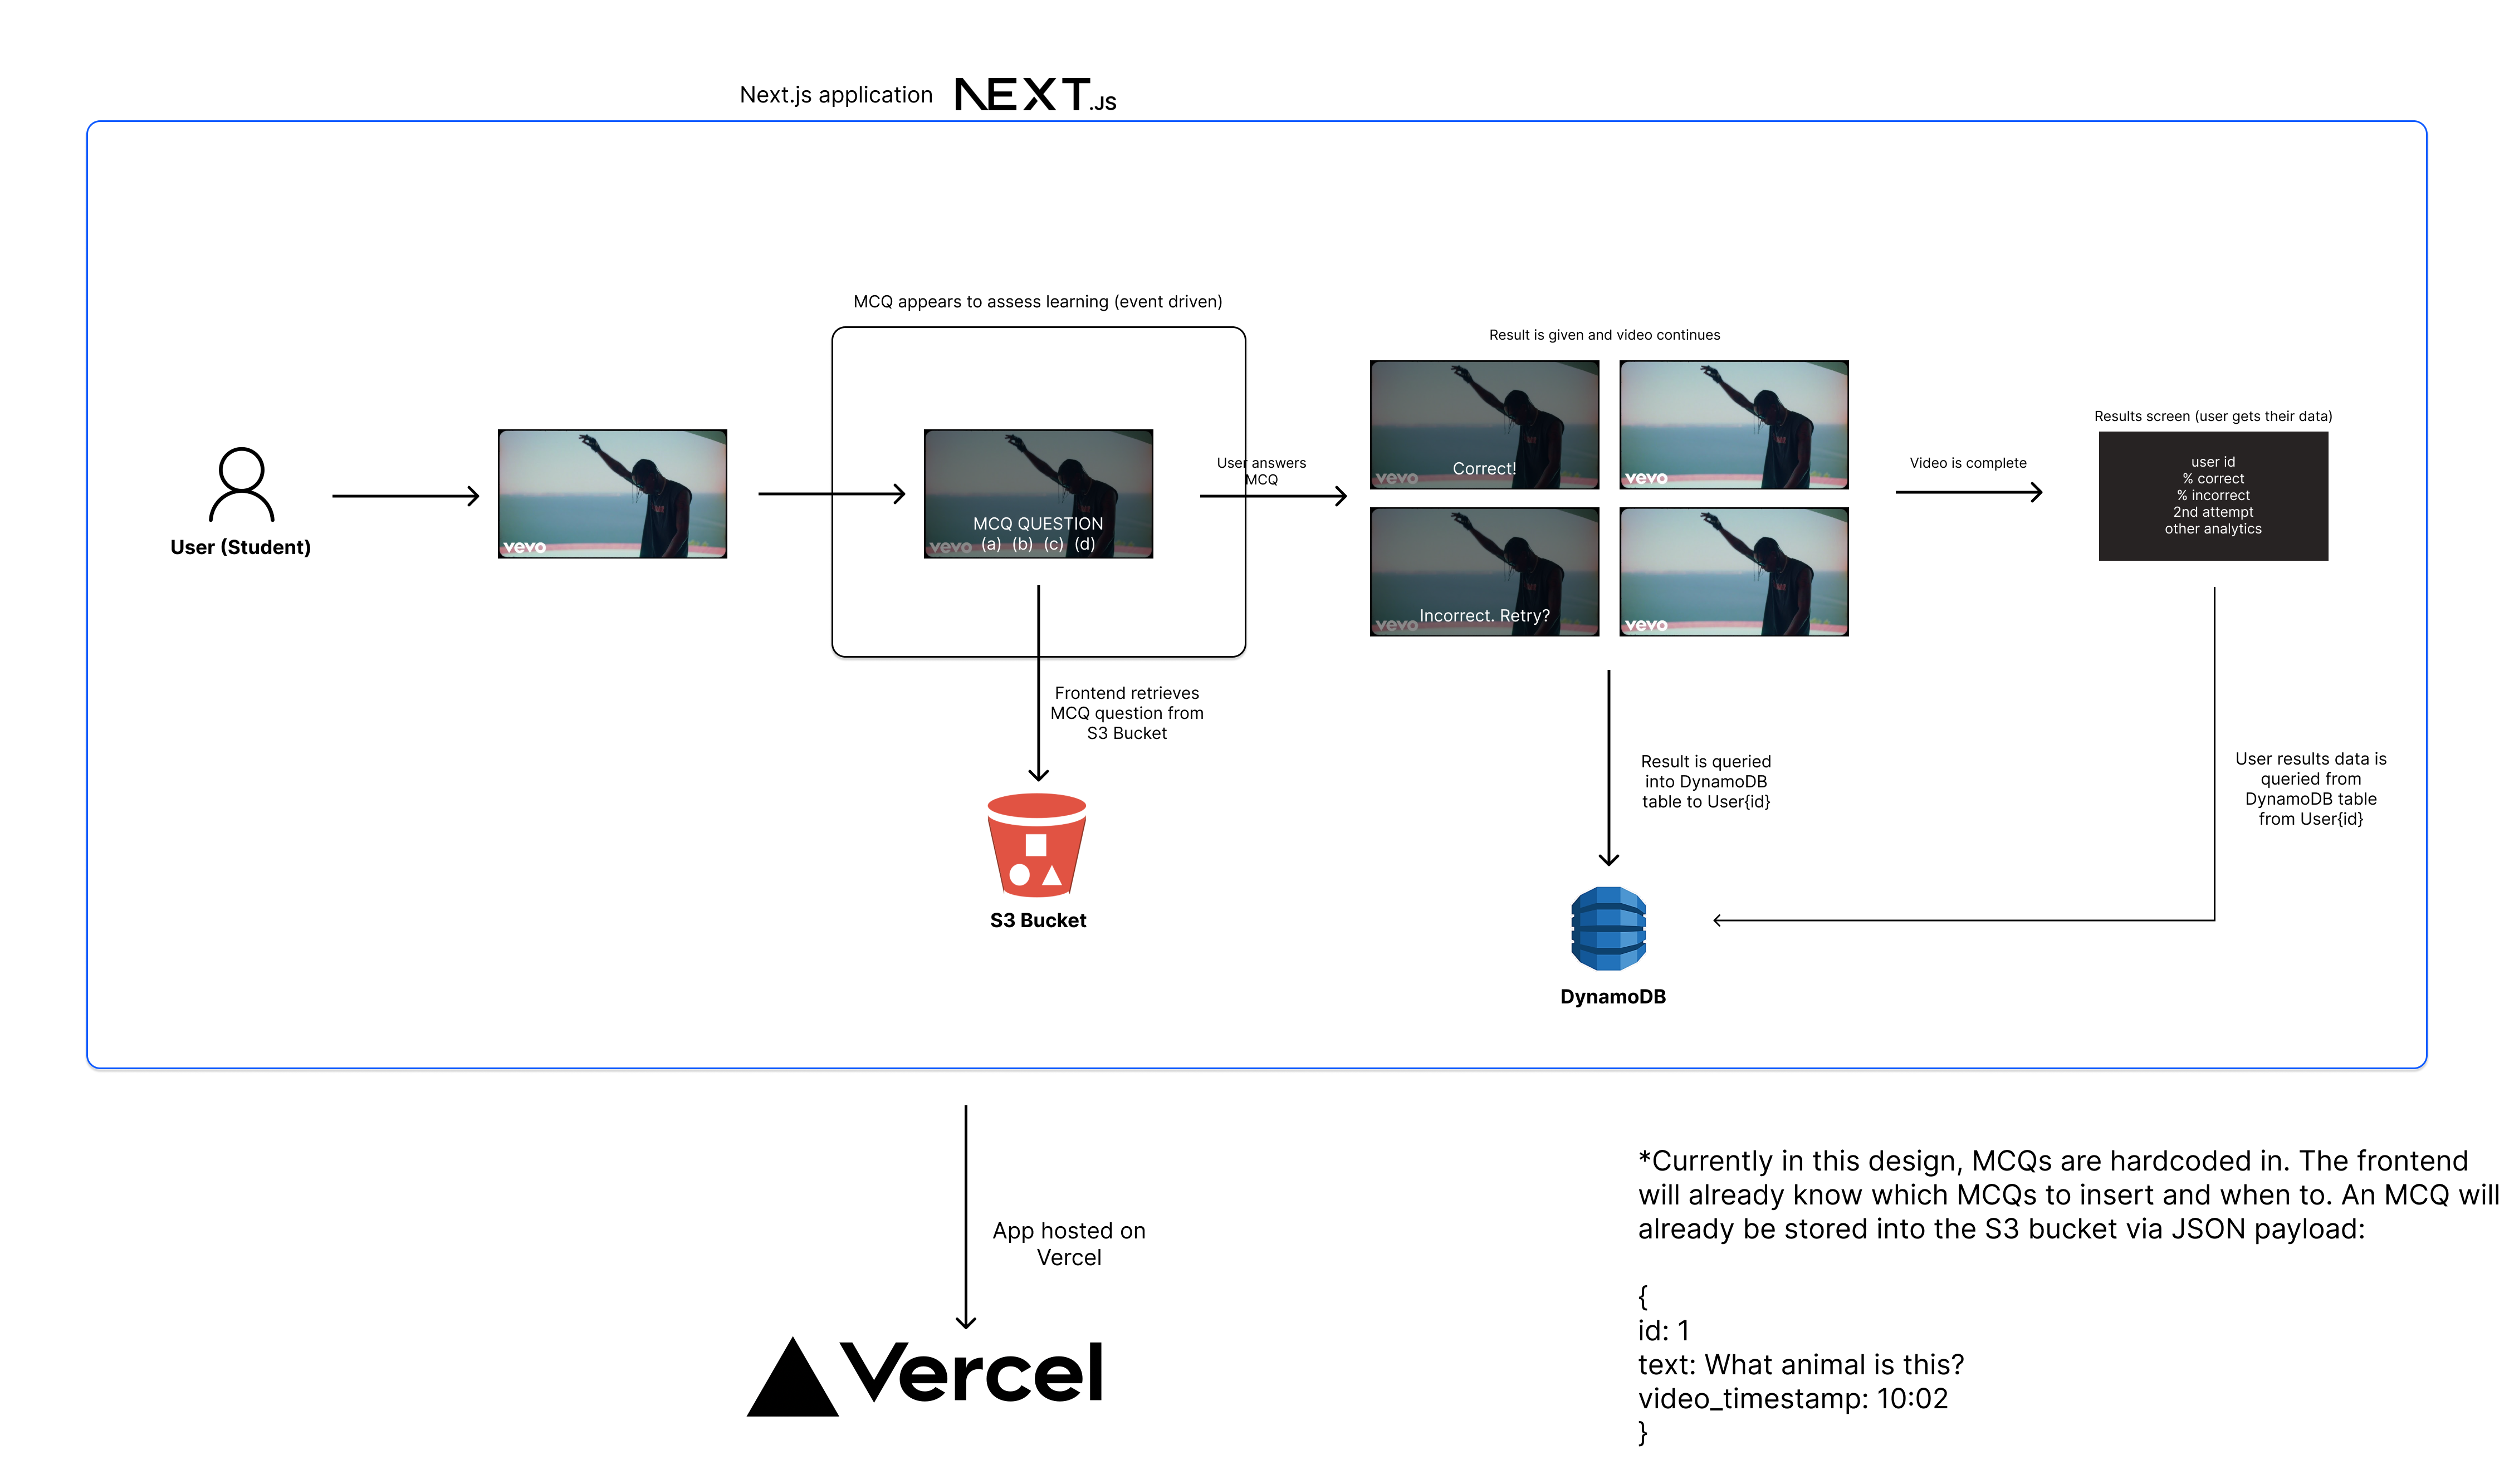 Next.js application
NEXT.JS
MCQ appears to assess learning (event driven)
Result is given and video continues
Results screen (user gets their data)
User (Student)
vevo
vevo
MCQ QUESTION
(a) (b) (c) (d)
User answers
MCQ
vevo
Correct!
vevo
vevo
Incorrect. Retry?
vevo
Video is complete
user id
% correct
% incorrect
2nd attempt
other analytics
Frontend retrieves
MCQ question from
S3 Bucket
S3 Bucket
Result is queried
into DynamoDB
table to User{id}
User results data is
queried from
DynamoDB table
from User{id}
DynamoDB
App hosted on
Vercel
Vercel
*Currently in this design, MCQs are hardcoded in. The frontend
will already know which MCQs to insert and when to. An MCQ will
already be stored into the S3 bucket via JSON payload:
{
id: 1
text: What animal is this?
video_timestamp: 10:02
}